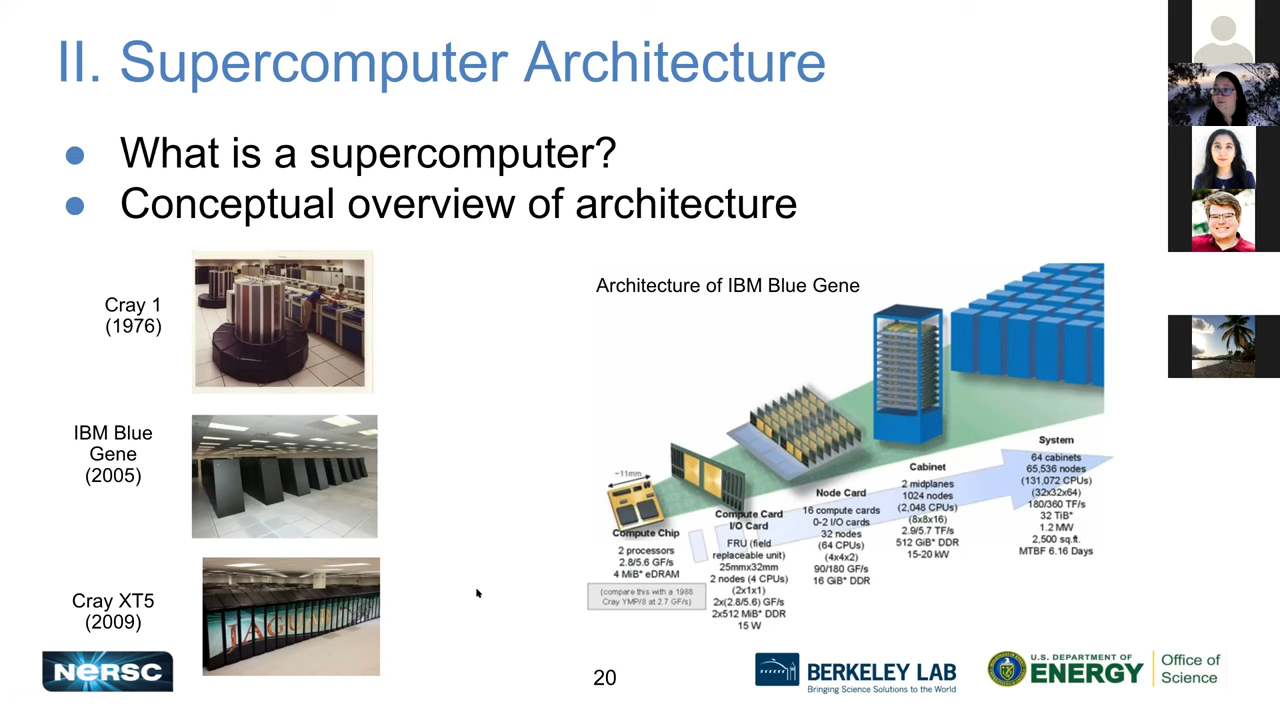 II. Supercomputer Architecture
● What is a supercomputer?
● Conceptual overview of architecture
Cray 1
(1976)
IBM Blue
Gene
(2005)
Cray XT5
(2009)
JAGUAR
Architecture of IBM Blue Gene
~11mm
Compute Chip
2 processors
2.8/5.6 GF/s
4 MiB* eDRAM
(compare this with a 1988
Cray YMP/8 at 2.7 GF/s)
Compute Card
I/O Card
FRU (field
replaceable unit)
25mmx32mm
2 nodes (4 CPUs)
(2x1x1)
2x(2.8/5.6) GF/s
2x512 MiB* DDR
15 W
Node Card
16 compute cards
0-2 I/O cards
32 nodes
(64 CPUs)
(4x4x2)
90/180 GF/s
16 GiB* DDR
Cabinet
2 midplanes
1024 nodes
(2,048 CPUs)
(8x8x16)
2.9/5.7 TF/s
512 GiB* DDR
15-20 kW
System
64 cabinets
65,536 nodes
(131,072 CPUs)
(32x32x64)
180/360 TF/s
32 TiB*
1.2 MW
2,500 sq.ft.
MTBF 6.16 Days
NERSC
20
BERKELEY LAB
Bringing Science Solutions to the World
U.S. DEPARTMENT OF
ENERGY
Office of
Science